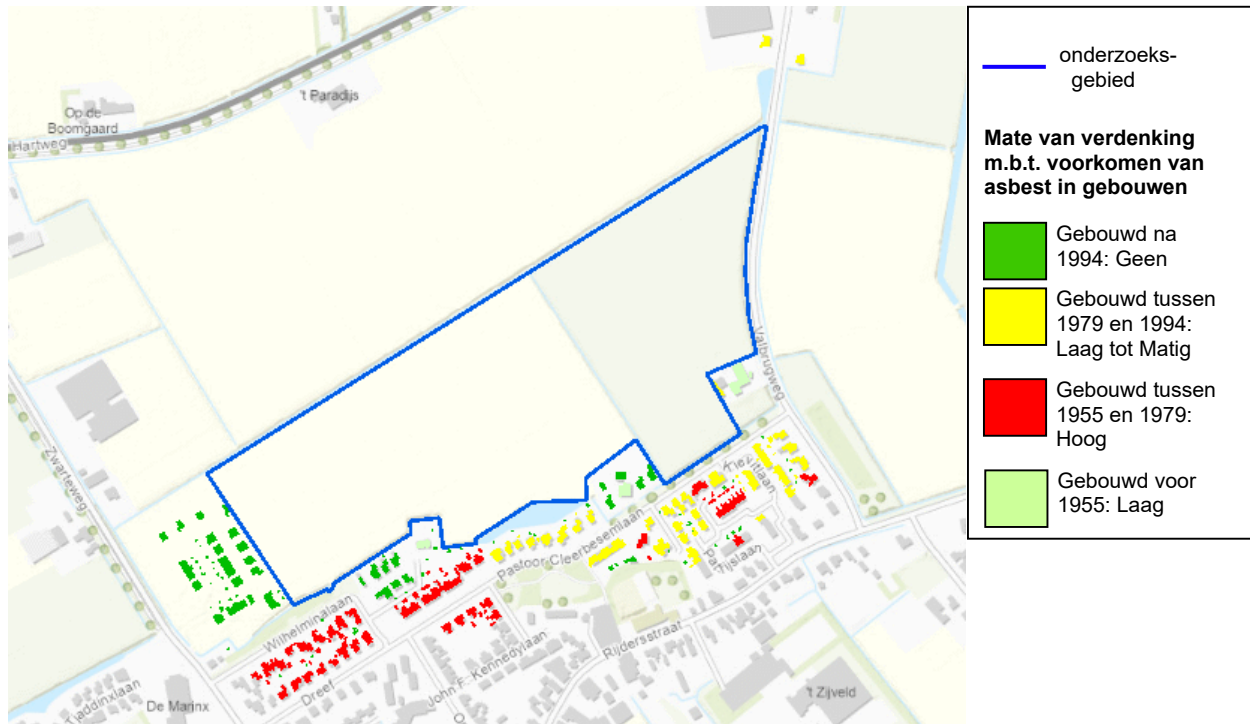 't Paradijs
Op de
Boomgaard
Hartweg
Zwarteweg
Valbrugweg
Pastoor Cleerbesemlaan
Wilhelminalaan
Dreef
John F. Kennedylaan
Rijdersstraat
De Marinx
't Zijveld
onderzoeks-
gebied
Mate van verdenking
m.b.t. voorkomen van
asbest in gebouwen
Gebouwd na
1994: Geen
Gebouwd tussen
1979 en 1994:
Laag tot Matig
Gebouwd tussen
1955 en 1979:
Hoog
Gebouwd voor
1955: Laag